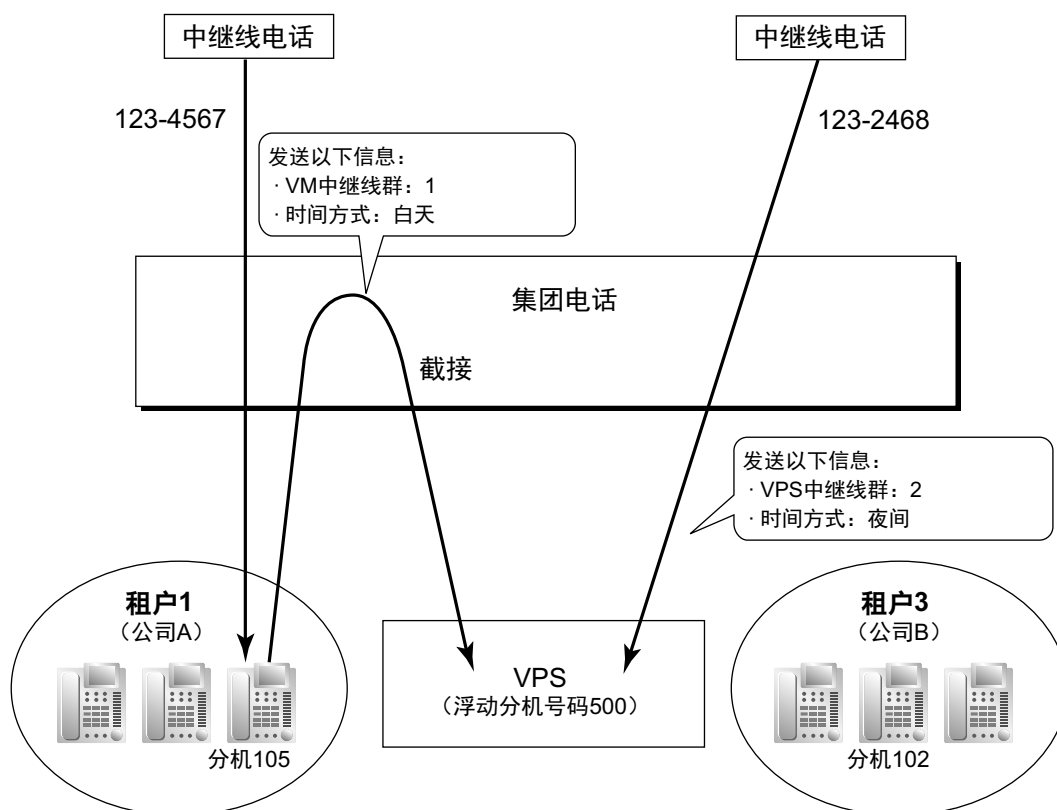 中继线电话
中继线电话
123-4567
123-2468
发送以下信息：
· VM中继线群：1
· 时间方式：白天
集团电话
截接
发送以下信息：
· VPS中继线群：2
· 时间方式：夜间
租户1
（公司A）
分机105
VPS
（浮动分机号码500）
租户3
（公司B）
分机102